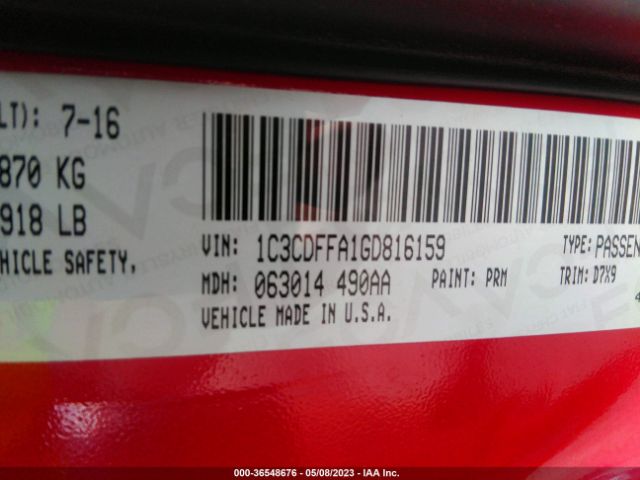 LT): 7-16
870 KG
918 LB
HICLE SAFETY,
VIN: 1C3CDFFA1GD816159
TYPE: PASSEN
MDH: 063014 490AA
PAINT: PRM
TRIM: D7X9
VEHICLE MADE IN U.S.A.
4
000-36548676 - 05/08/2023 - IAA Inc.